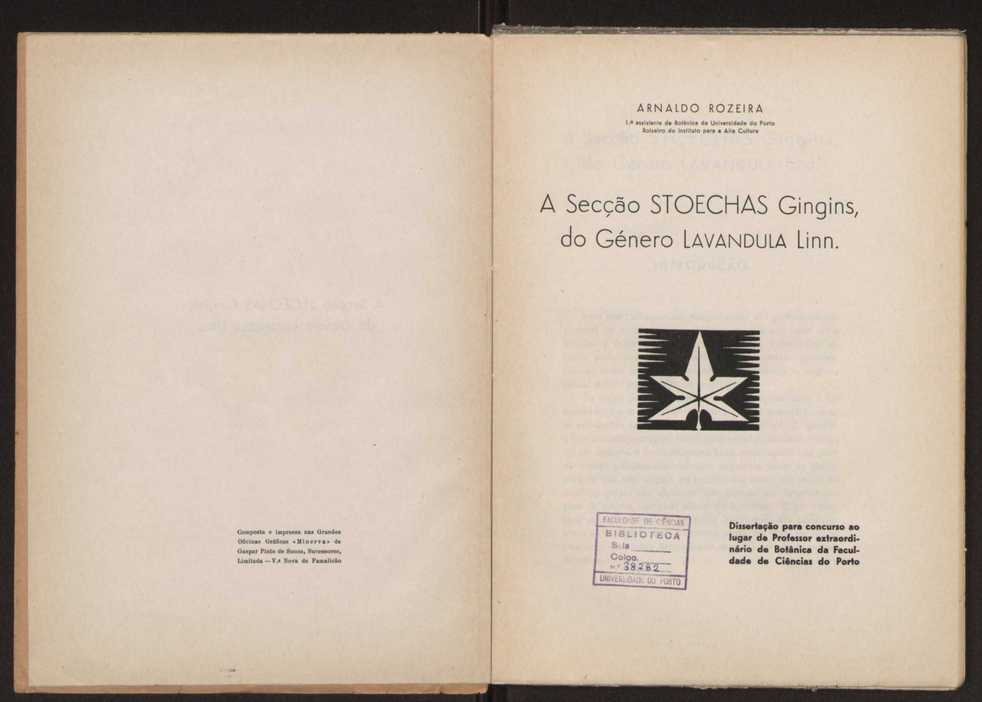 Composto e impresso nas Grandes
Oficinas Gráficas «Minerva» de
Gaspar Pinto de Sousa, Sucessores,
Limitada — V.ª Nova de Famalicão
ARNALDO ROZEIRA
1.º assistente de Botânica da Universidade do Porto
Bolseiro do Instituto para a Alta Cultura
A Secção STOECHAS Gingins,
do Género LAVANDULA Linn.
FACULDADE DE CIÊNCIAS
BIBLIOTECA
Sala
Coloc.
N.º 38282
UNIVERSIDADE DO PORTO
Dissertação para concurso ao
lugar de Professor extraordi-
nário de Botânica da Facul-
dade de Ciências do Porto